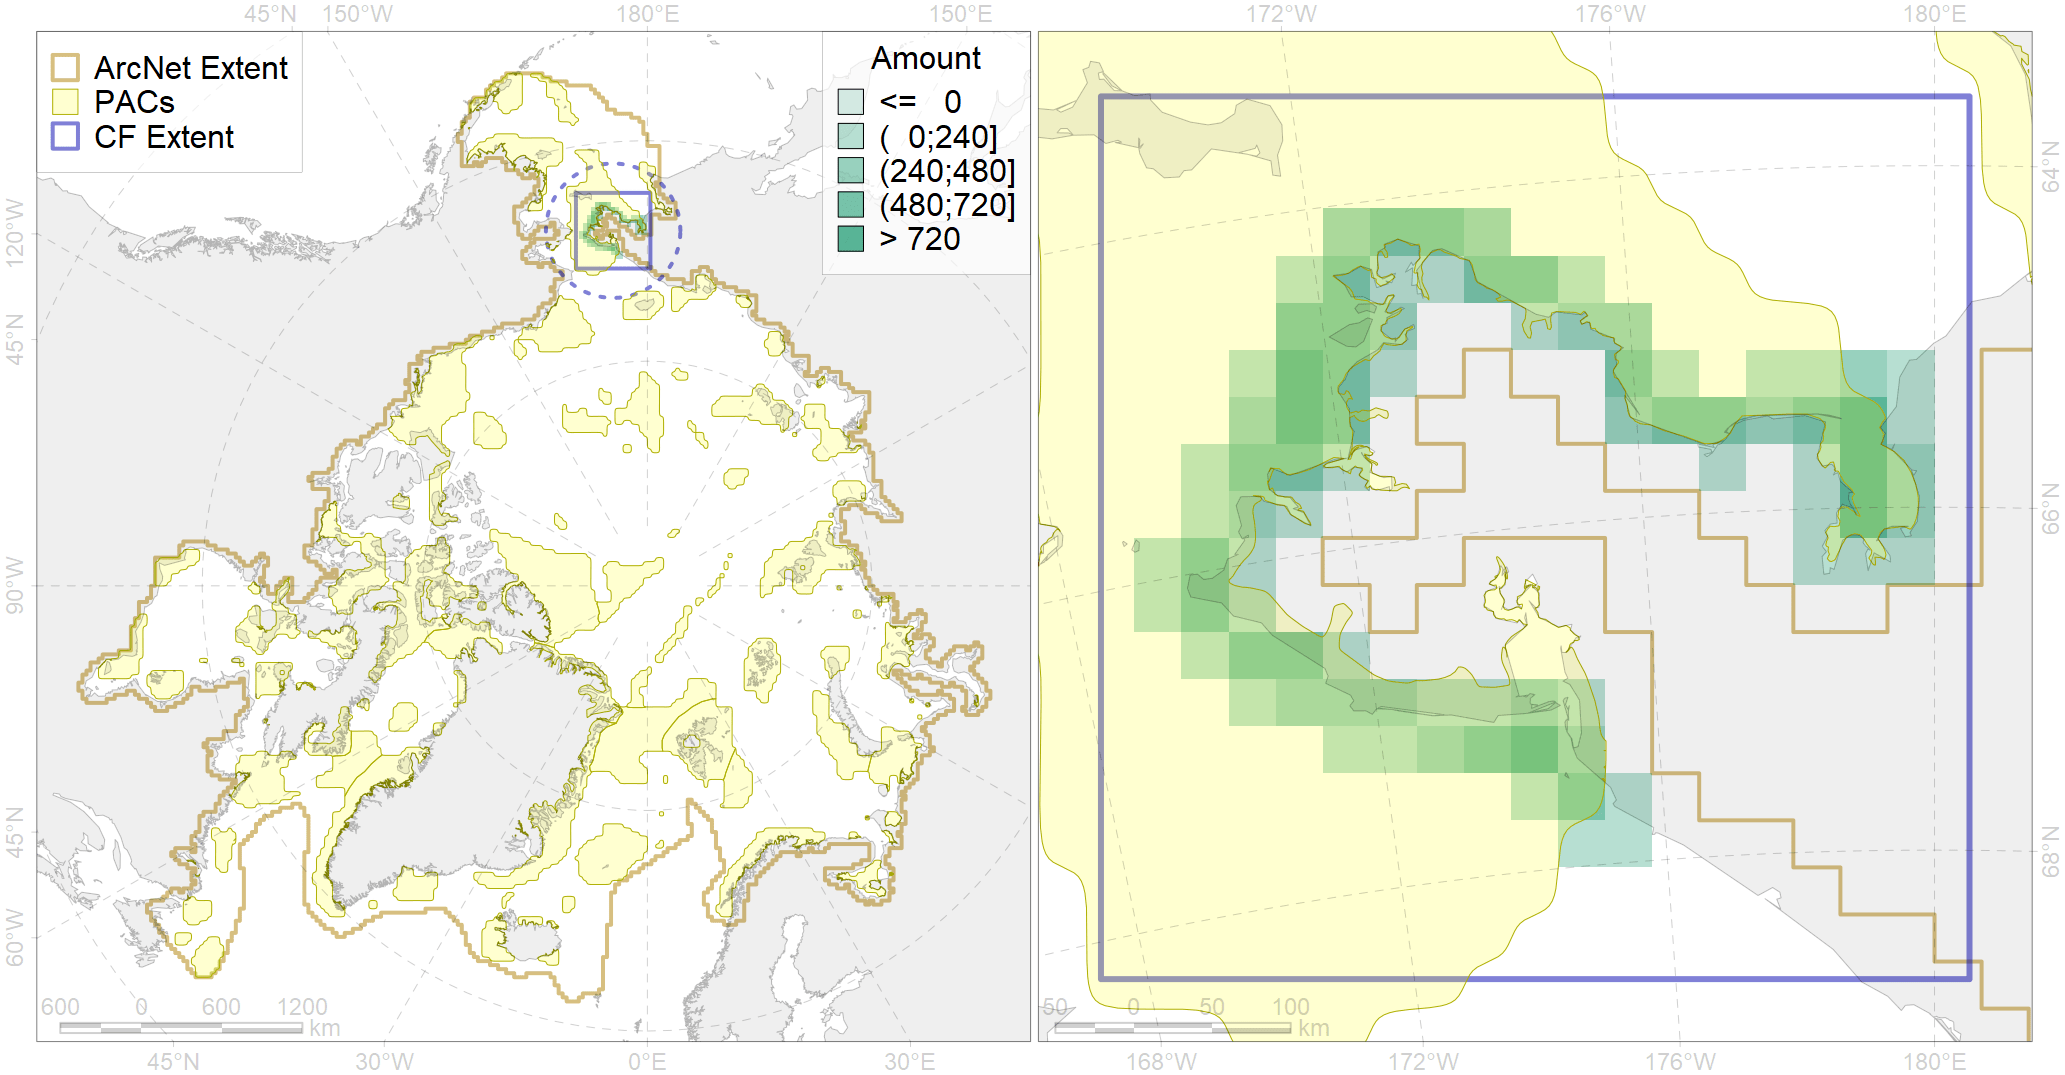 45°N 150°W 180°E 150°E 172°W 176°W 180°E
ArcNet Extent
PACs
CF Extent
Amount
<= 0
( 0;240]
(240;480]
(480;720]
> 720
120°W
45°N
90°W
45°N
60°W
64°N
66°N
68°N
600 0 600 1200
km
50 0 50 100
km
45°N 30°W 0°E 30°E 168°W 172°W 176°W 180°E